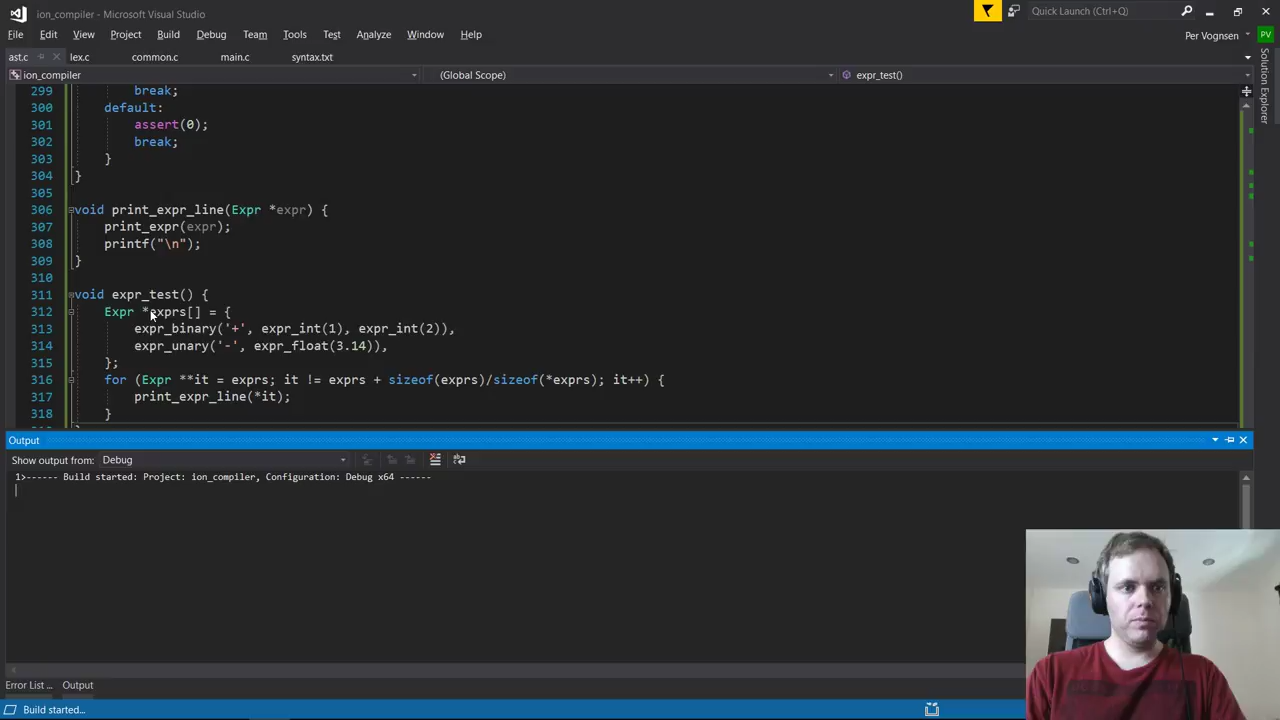 ion_compiler - Microsoft Visual Studio
Quick Launch (Ctrl+Q)
File Edit View Project Build Debug Team Tools Test Analyze Window Help
Per Vognsen PV
ast.c lex.c common.c main.c syntax.txt
ion_compiler (Global Scope) expr_test()
Solution Explorer
299 break;
300 default:
301 assert(0);
302 break;
303 }
304 }
305
306 void print_expr_line(Expr *expr) {
307 print_expr(expr);
308 printf("\n");
309 }
310
311 void expr_test() {
312 Expr *exprs[] = {
313 expr_binary('+', expr_int(1), expr_int(2)),
314 expr_unary('-', expr_float(3.14)),
315 };
316 for (Expr **it = exprs; it != exprs + sizeof(exprs)/sizeof(*exprs); it++) {
317 print_expr_line(*it);
318 }
Output
Show output from: Debug
1>------ Build started: Project: ion_compiler, Configuration: Debug x64 ------
Error List ... Output
Build started...